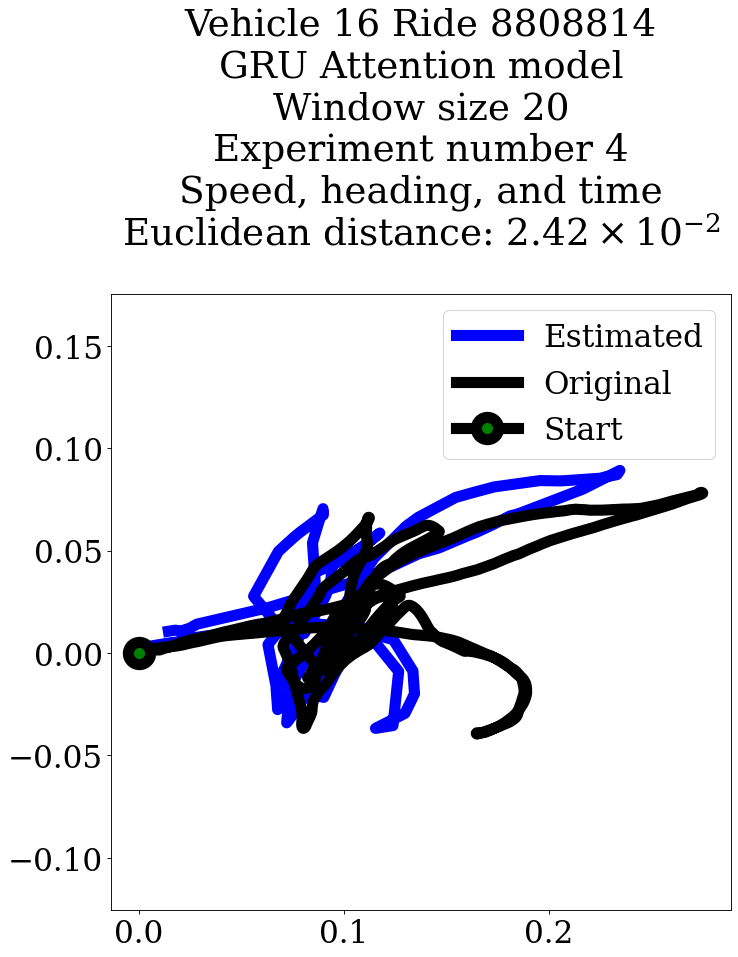 Vehicle 16 Ride 8808814
GRU Attention model
Window size 20
Experiment number 4
Speed, heading, and time
Euclidean distance: 2.42 × 10⁻²
Estimated
Original
Start
0.15
0.10
0.05
0.00
−0.05
−0.10
0.0 0.1 0.2